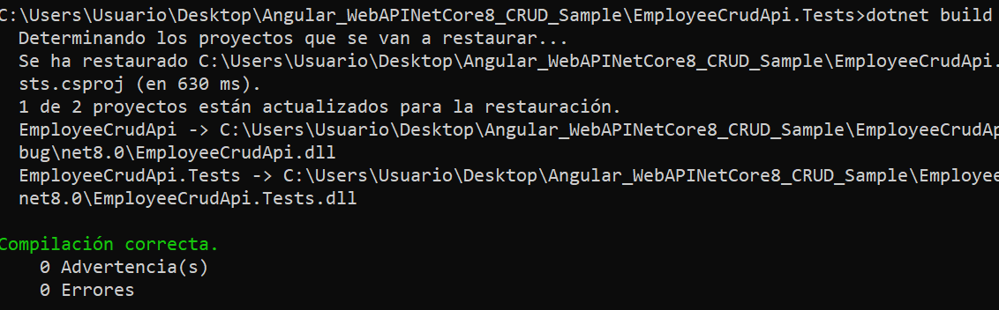 C:\Users\Usuario\Desktop\Angular_WebAPINetCore8_CRUD_Sample\EmployeeCrudApi.Tests>dotnet build
Determinando los proyectos que se van a restaurar...
Se ha restaurado C:\Users\Usuario\Desktop\Angular_WebAPINetCore8_CRUD_Sample\EmployeeCrudApi.
sts.csproj (en 630 ms).
1 de 2 proyectos están actualizados para la restauración.
EmployeeCrudApi -> C:\Users\Usuario\Desktop\Angular_WebAPINetCore8_CRUD_Sample\EmployeeCrudAp
bug\net8.0\EmployeeCrudApi.dll
EmployeeCrudApi.Tests -> C:\Users\Usuario\Desktop\Angular_WebAPINetCore8_CRUD_Sample\Employee
net8.0\EmployeeCrudApi.Tests.dll
Compilación correcta.
0 Advertencia(s)
0 Errores